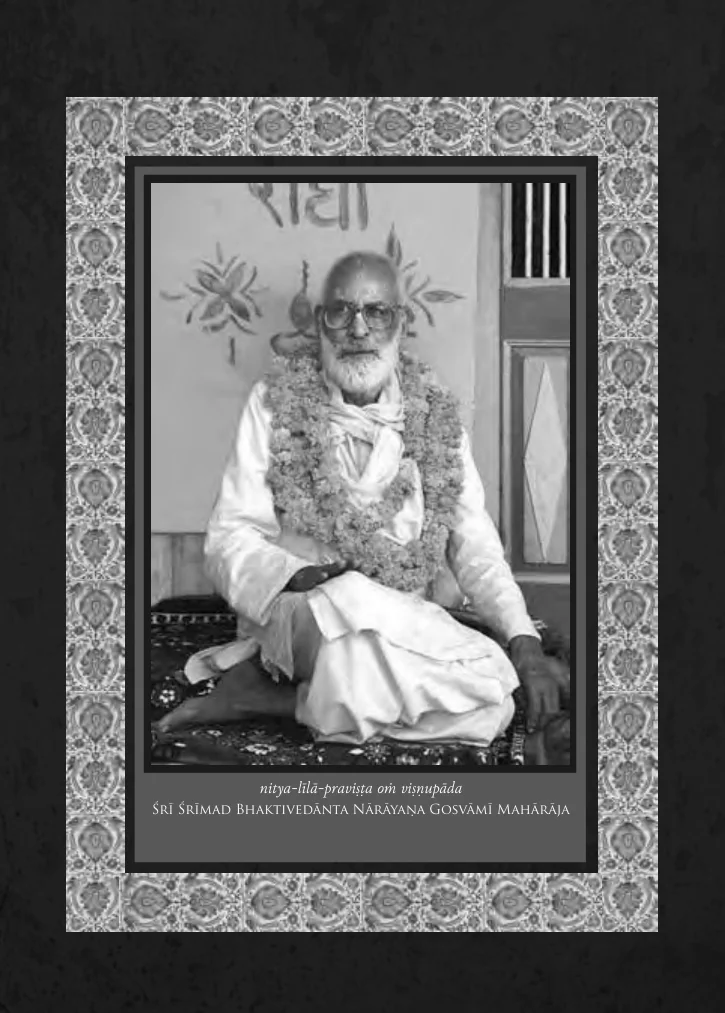 राधा
nitya-līlā-praviṣṭa oṁ viṣṇupāda
Śrī Śrīmad Bhaktivedānta Nārāyaṇa Gosvāmī Mahārāja